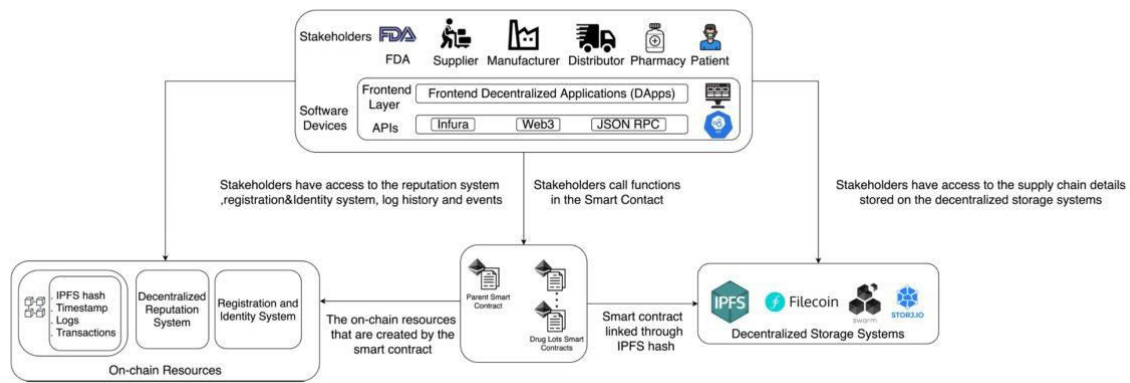 Stakeholders
FDA
FDA
Supplier
Manufacturer
Distributor
Pharmacy
Patient
Software
Devices
Frontend
Layer
Frontend Decentralized Applications (DApps)
APIs
Infura
Web3
JSON RPC
Stakeholders have access to the reputation system
,registration&Identity system, log history and events
Stakeholders call functions
in the Smart Contact
Stakeholders have access to the supply chain details
stored on the decentralized storage systems
. IPFS hash
. Timestamp
. Logs
. Transactions
Decentralized
Reputation
System
Registration and
Identity System
On-chain Resources
The on-chain resources
that are created by the
smart contract
Parent Smart
Contract
Drug Lots Smart
Contracts
Smart contract
linked through
IPFS hash
IPFS
Filecoin
swarm
STORJ.IO
Decentralized Storage Systems